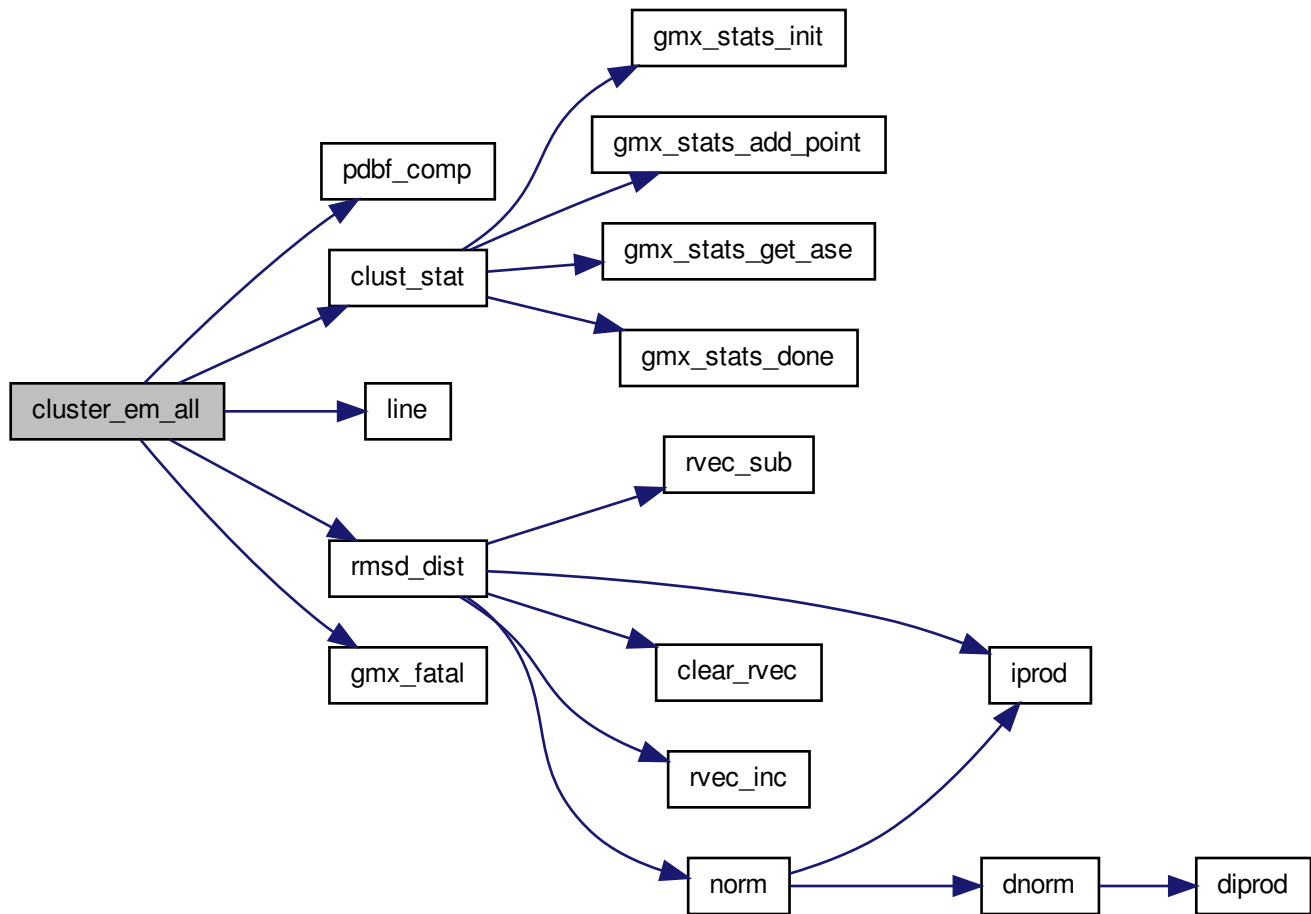 gmx_stats_init
gmx_stats_add_point
pdbf_comp
gmx_stats_get_ase
clust_stat
gmx_stats_done
cluster_em_all
line
rvec_sub
rmsd_dist
gmx_fatal
clear_rvec
iprod
rvec_inc
norm
dnorm
diprod